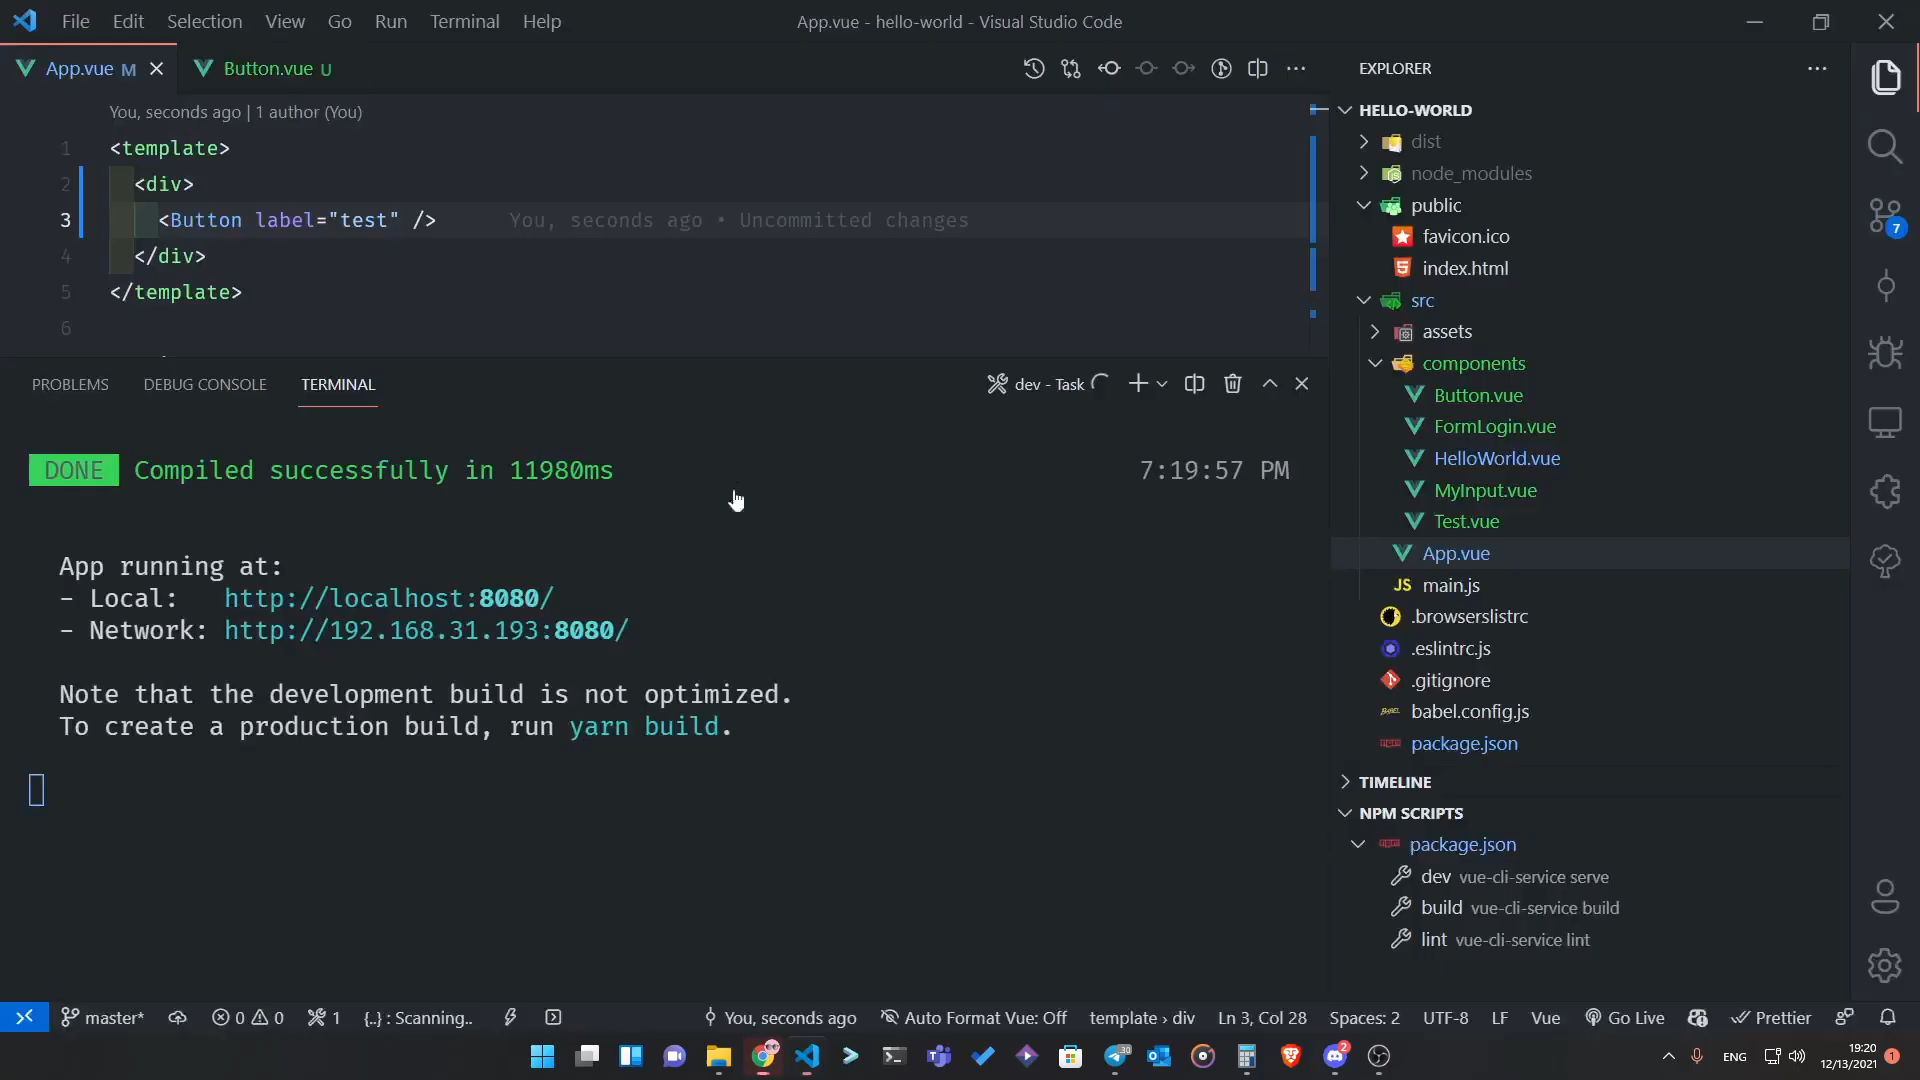 File Edit Selection View Go Run Terminal Help
App.vue - hello-world - Visual Studio Code
App.vue M
Button.vue U
You, seconds ago | 1 author (You)
1 <template>
2 <div>
3 <Button label="test" /> You, seconds ago • Uncommitted changes
4 </div>
5 </template>
6
PROBLEMS DEBUG CONSOLE TERMINAL
dev - Task
DONE Compiled successfully in 11980ms 7:19:57 PM
App running at:
- Local: http://localhost:8080/
- Network: http://192.168.31.193:8080/
Note that the development build is not optimized.
To create a production build, run yarn build.
EXPLORER
HELLO-WORLD
dist
node_modules
public
favicon.ico
index.html
src
assets
components
Button.vue
FormLogin.vue
HelloWorld.vue
MyInput.vue
Test.vue
App.vue
JS main.js
.browserslistrc
.eslintrc.js
.gitignore
babel.config.js
package.json
TIMELINE
NPM SCRIPTS
package.json
dev vue-cli-service serve
build vue-cli-service build
lint vue-cli-service lint
7
master* 0 0 1 {..} : Scanning.. You, seconds ago Auto Format Vue: Off template › div Ln 3, Col 28 Spaces: 2 UTF-8 LF Vue Go Live Prettier
30
2
ENG
19:20
12/13/2021
1